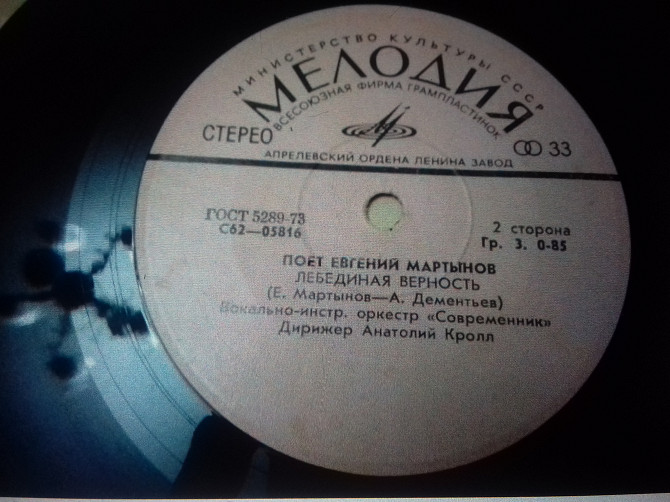 МИНИСТЕРСТВО КУЛЬТУРЫ СССР
МЕЛОДИЯ
ВСЕСОЮЗНАЯ ФИРМА ГРАМПЛАСТИНОК
СТЕРЕО
33
АПРЕЛЕВСКИЙ ОРДЕНА ЛЕНИНА ЗАВОД
ГОСТ 5289-73
С62—05816
2 сторона
Гр. 3. 0-85
ПОЕТ ЕВГЕНИЙ МАРТЫНОВ
ЛЕБЕДИНАЯ ВЕРНОСТЬ
(Е. Мартынов—А. Дементьев)
Вокально-инстр. оркестр «Современник»
Дирижер Анатолий Кролл